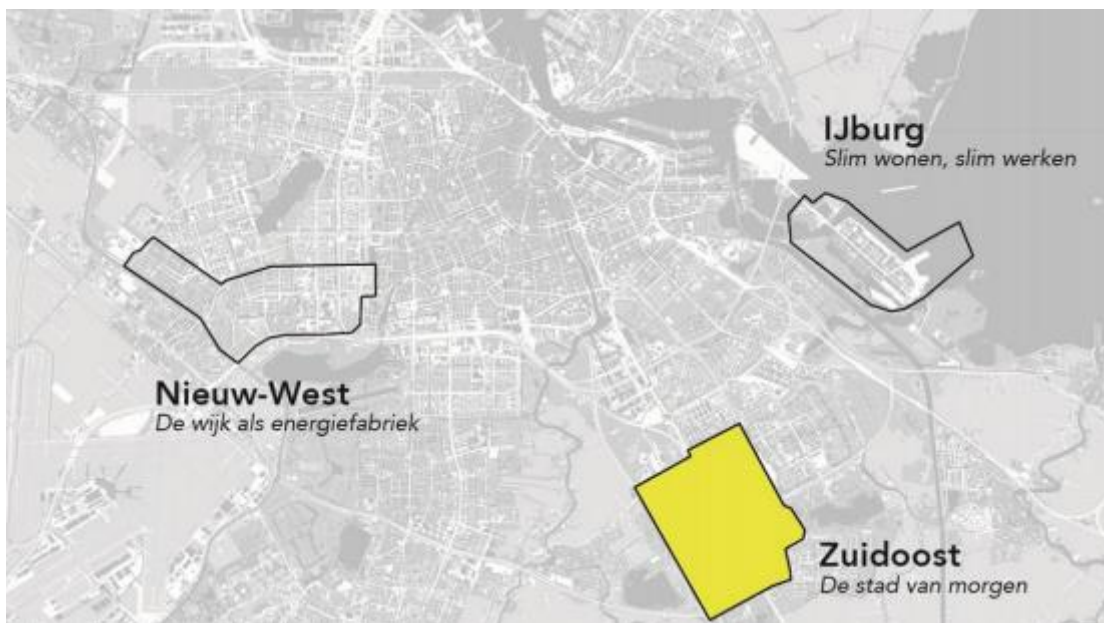 IJburg
Slim wonen, slim werken
Nieuw-West
De wijk als energiefabriek
Zuidoost
De stad van morgen